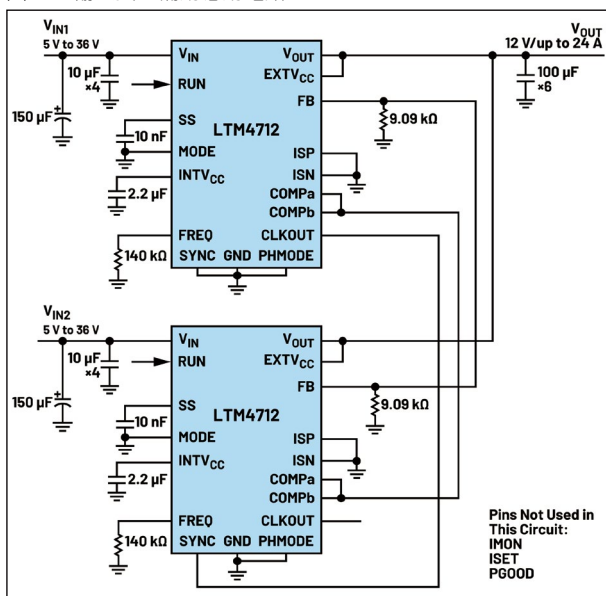 VIN1
5 V to 36 V
10 µF
×4
150 µF
+
VIN
RUN
SS
10 nF
MODE
INTVCC
2.2 µF
FREQ
140 kΩ
SYNC GND PHMODE
LTM4712
VOUT
EXTVCC
FB
9.09 kΩ
ISP
ISN
COMPa
COMPb
CLKOUT
VOUT
12 V/up to 24 A
100 µF
×6
VIN2
5 V to 36 V
10 µF
×4
150 µF
+
VIN
RUN
SS
10 nF
MODE
INTVCC
2.2 µF
FREQ
140 kΩ
SYNC GND PHMODE
LTM4712
VOUT
EXTVCC
FB
9.09 kΩ
ISP
ISN
COMPa
COMPb
CLKOUT
Pins Not Used in
This Circuit:
IMON
ISET
PGOOD